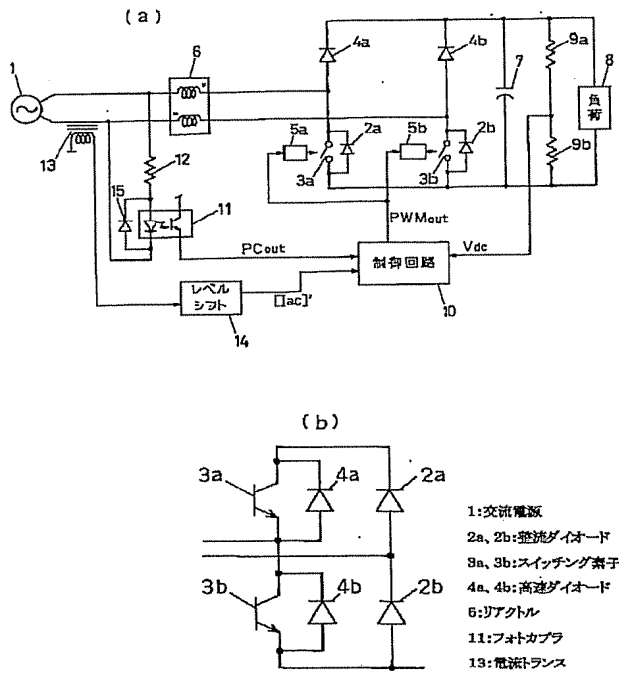 (a)
1
6
4a
4b
7
9a
8
負荷
9b
13
12
15
11
5a
2a
3a
5b
2b
3b
PWMout
PCout
制御回路
10
Vdc
レベル
シフト
14
[Iac]'
(b)
3a
4a
2a
3b
4b
2b
1:交流電源
2a、2b:整流ダイオード
3a、3b:スイッチング素子
4a、4b:高速ダイオード
6:リアクトル
11:フォトカプラ
13:電流トランス